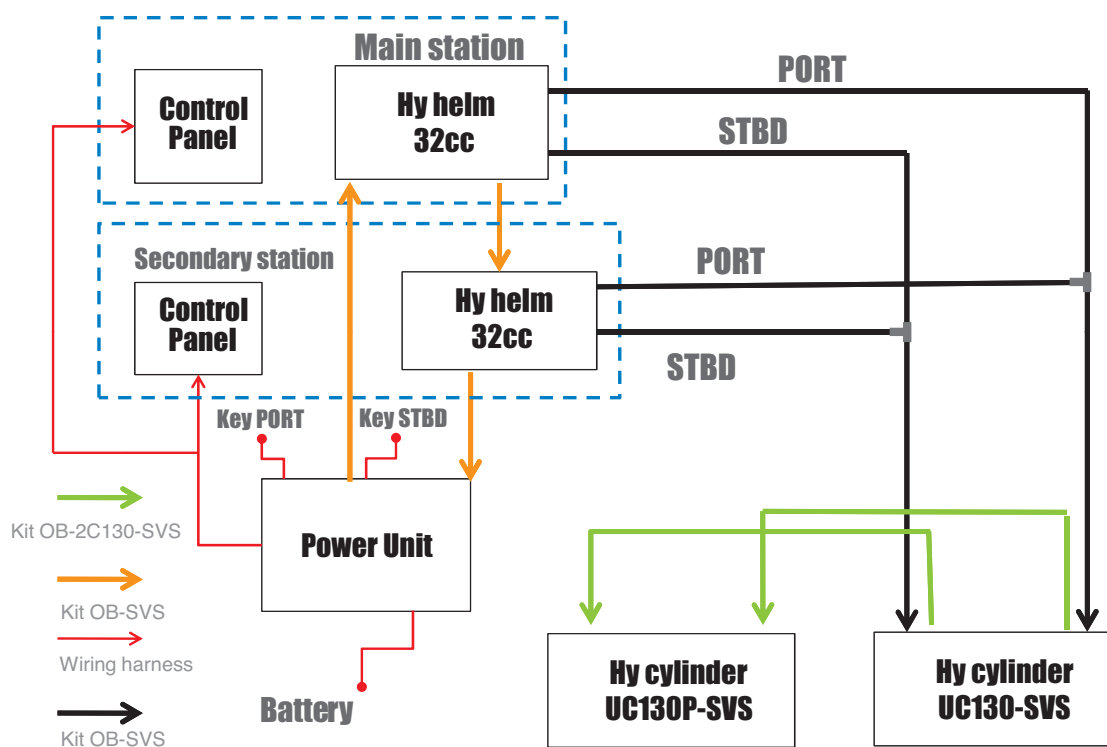 Main station
Control
Panel
Hy helm
32cc
PORT
STBD
Secondary station
Control
Panel
Hy helm
32cc
PORT
STBD
Key PORT
Key STBD
Power Unit
Battery
Kit OB-2C130-SVS
Kit OB-SVS
Wiring harness
Kit OB-SVS
Hy cylinder
UC130P-SVS
Hy cylinder
UC130-SVS